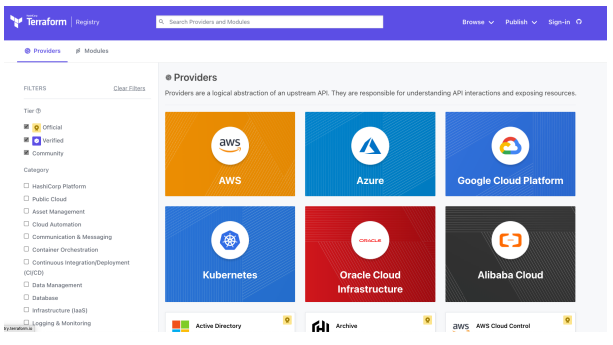 HashiCorp
Terraform | Registry
Search Providers and Modules
Browse
Publish
Sign-in
Providers
Modules
FILTERS
Clear Filters
Tier
Official
Verified
Community
Category
HashiCorp Platform
Public Cloud
Asset Management
Cloud Automation
Communication & Messaging
Container Orchestration
Continuous Integration/Deployment
(CI/CD)
Data Management
Database
Infrastructure (IaaS)
Logging & Monitoring
Providers
Providers are a logical abstraction of an upstream API. They are responsible for understanding API interactions and exposing resources.
aws
AWS
Azure
Google Cloud Platform
Kubernetes
ORACLE
Oracle Cloud
Infrastructure
Alibaba Cloud
Active Directory
Archive
aws
AWS Cloud Control